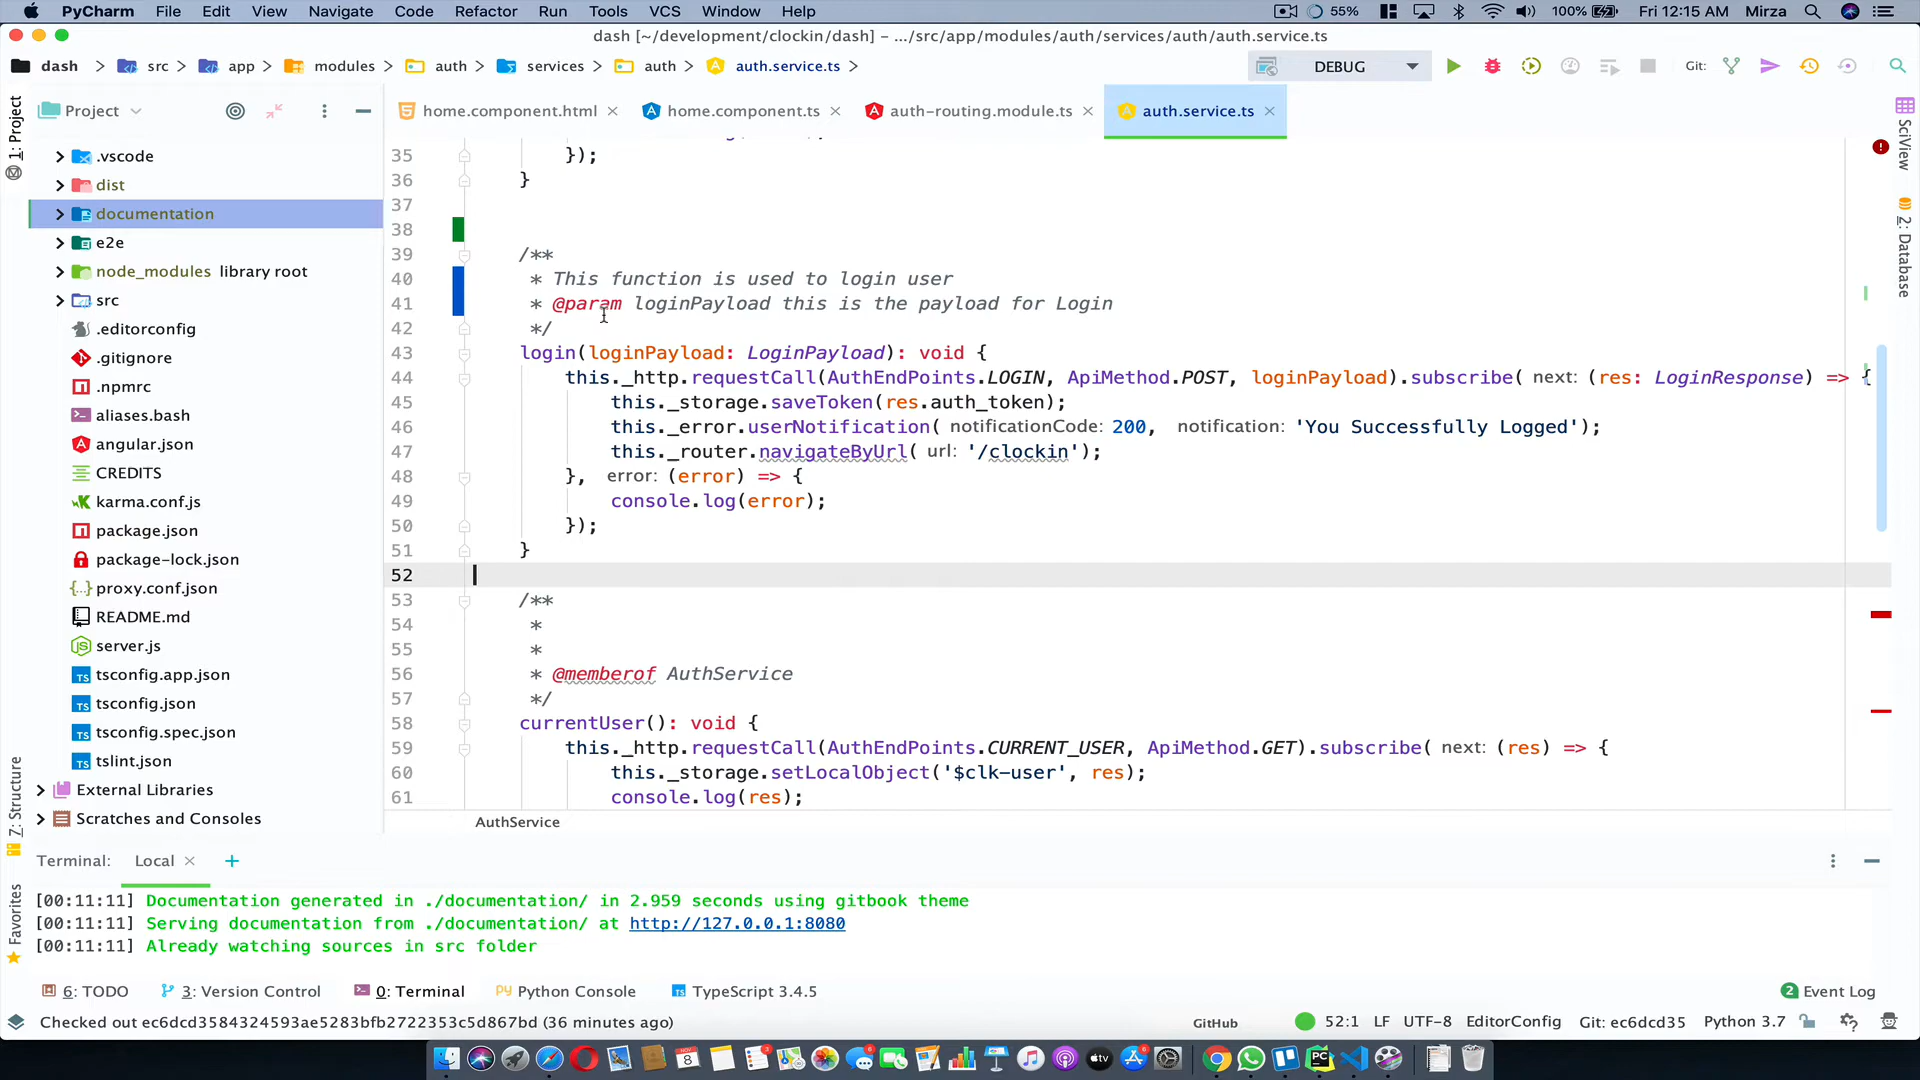 PyCharm File Edit View Navigate Code Refactor Run Tools VCS Window Help 55% 100% Fri 12:15 AM Mirza
dash [~/development/clockin/dash] - .../src/app/modules/auth/services/auth/auth.service.ts
dash src app modules auth services auth auth.service.ts DEBUG Git:
Project home.component.html home.component.ts auth-routing.module.ts auth.service.ts
1: Project
SciView
2: Database
7: Structure
Favorites
.vscode
dist
documentation
e2e
node_modules library root
src
.editorconfig
.gitignore
.npmrc
aliases.bash
angular.json
CREDITS
karma.conf.js
package.json
package-lock.json
proxy.conf.json
README.md
server.js
tsconfig.app.json
tsconfig.json
tsconfig.spec.json
tslint.json
External Libraries
Scratches and Consoles
35 });
36 }
37
38
39 /**
40 * This function is used to login user
41 * @param loginPayload this is the payload for Login
42 */
43 login(loginPayload: LoginPayload): void {
44 this._http.requestCall(AuthEndPoints.LOGIN, ApiMethod.POST, loginPayload).subscribe( next: (res: LoginResponse) => {
45 this._storage.saveToken(res.auth_token);
46 this._error.userNotification( notificationCode: 200, notification: 'You Successfully Logged');
47 this._router.navigateByUrl( url: '/clockin');
48 }, error: (error) => {
49 console.log(error);
50 });
51 }
52
53 /**
54 *
55 *
56 * @memberof AuthService
57 */
58 currentUser(): void {
59 this._http.requestCall(AuthEndPoints.CURRENT_USER, ApiMethod.GET).subscribe( next: (res) => {
60 this._storage.setLocalObject('$clk-user', res);
61 console.log(res);
AuthService
Terminal: Local +
[00:11:11] Documentation generated in ./documentation/ in 2.959 seconds using gitbook theme
[00:11:11] Serving documentation from ./documentation/ at http://127.0.0.1:8080
[00:11:11] Already watching sources in src folder
6: TODO 3: Version Control 0: Terminal Python Console TypeScript 3.4.5 2 Event Log
Checked out ec6dcd3584324593ae5283bfb2722353c5d867bd (36 minutes ago) GitHub 52:1 LF UTF-8 EditorConfig Git: ec6dcd35 Python 3.7